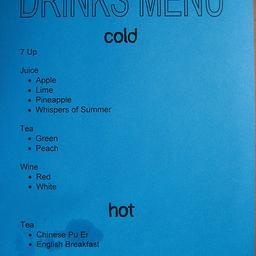 DRINKS MENU
cold
7 Up
Juice
• Apple
• Lime
• Pineapple
• Whispers of Summer
Tea
• Green
• Peach
Wine
• Red
• White
hot
Tea
• Chinese Pu Er
• English Breakfast